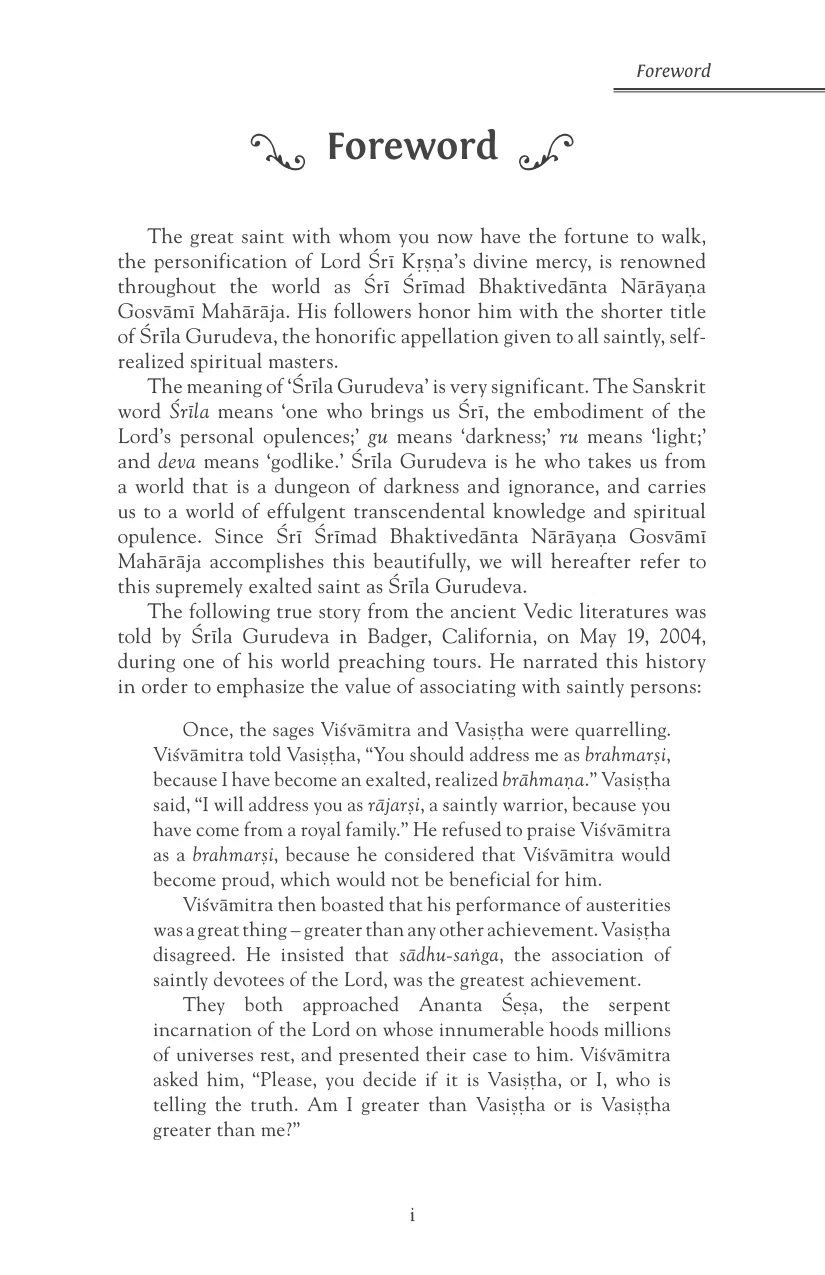 Foreword
Foreword
The great saint with whom you now have the fortune to walk,
the personification of Lord Śrī Kṛṣṇa’s divine mercy, is renowned
throughout the world as Śrī Śrīmad Bhaktivedānta Nārāyaṇa
Gosvāmī Mahārāja. His followers honor him with the shorter title
of Śrīla Gurudeva, the honorific appellation given to all saintly, self-
realized spiritual masters.
The meaning of ‘Śrīla Gurudeva’ is very significant. The Sanskrit
word Śrīla means ‘one who brings us Śrī, the embodiment of the
Lord’s personal opulences;’ gu means ‘darkness;’ ru means ‘light;’
and deva means ‘godlike.’ Śrīla Gurudeva is he who takes us from
a world that is a dungeon of darkness and ignorance, and carries
us to a world of effulgent transcendental knowledge and spiritual
opulence. Since Śrī Śrīmad Bhaktivedānta Nārāyaṇa Gosvāmī
Mahārāja accomplishes this beautifully, we will hereafter refer to
this supremely exalted saint as Śrīla Gurudeva.
The following true story from the ancient Vedic literatures was
told by Śrīla Gurudeva in Badger, California, on May 19, 2004,
during one of his world preaching tours. He narrated this history
in order to emphasize the value of associating with saintly persons:
Once, the sages Viśvāmitra and Vasiṣṭha were quarrelling.
Viśvāmitra told Vasiṣṭha, “You should address me as brahmarṣi,
because I have become an exalted, realized brāhmaṇa.” Vasiṣṭha
said, “I will address you as rājarṣi, a saintly warrior, because you
have come from a royal family.” He refused to praise Viśvāmitra
as a brahmarṣi, because he considered that Viśvāmitra would
become proud, which would not be beneficial for him.
Viśvāmitra then boasted that his performance of austerities
was a great thing – greater than any other achievement. Vasiṣṭha
disagreed. He insisted that sādhu-saṅga, the association of
saintly devotees of the Lord, was the greatest achievement.
They both approached Ananta Śeṣa, the serpent
incarnation of the Lord on whose innumerable hoods millions
of universes rest, and presented their case to him. Viśvāmitra
asked him, “Please, you decide if it is Vasiṣṭha, or I, who is
telling the truth. Am I greater than Vasiṣṭha or is Vasiṣṭha
greater than me?”
i